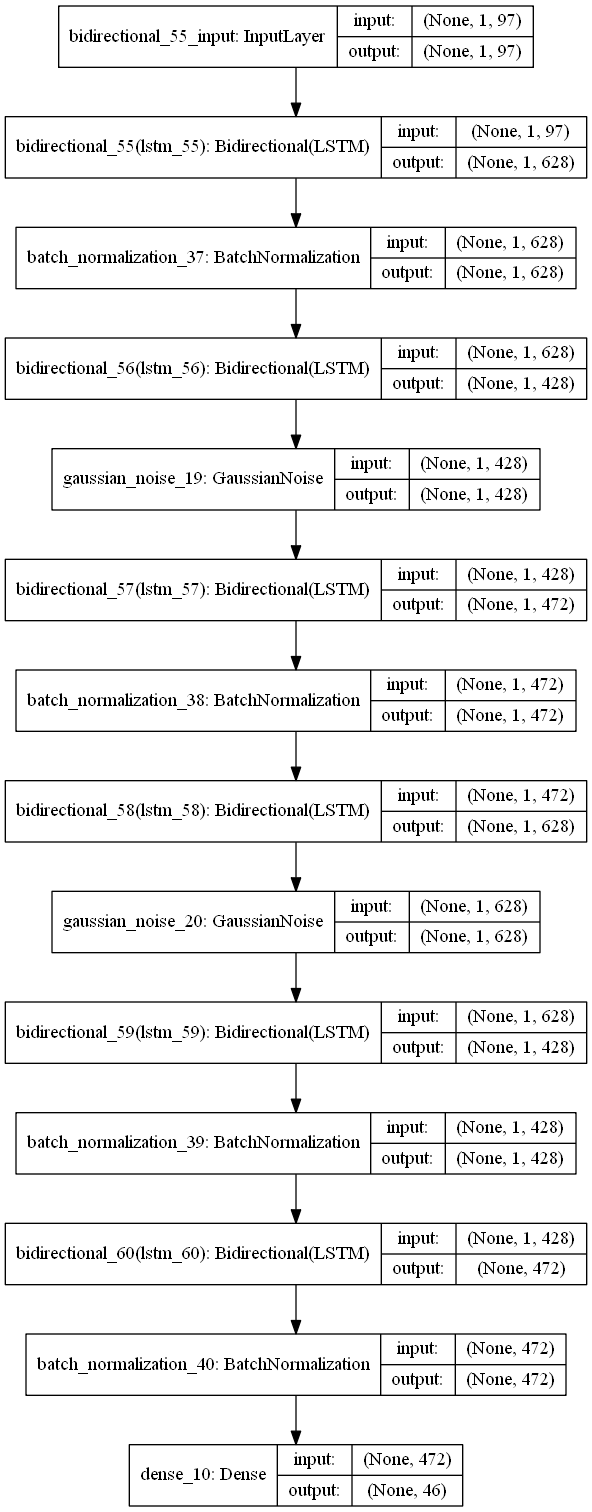 bidirectional_55_input: InputLayer
input: (None, 1, 97)
output: (None, 1, 97)
bidirectional_55(lstm_55): Bidirectional(LSTM)
input: (None, 1, 97)
output: (None, 1, 628)
batch_normalization_37: BatchNormalization
input: (None, 1, 628)
output: (None, 1, 628)
bidirectional_56(lstm_56): Bidirectional(LSTM)
input: (None, 1, 628)
output: (None, 1, 428)
gaussian_noise_19: GaussianNoise
input: (None, 1, 428)
output: (None, 1, 428)
bidirectional_57(lstm_57): Bidirectional(LSTM)
input: (None, 1, 428)
output: (None, 1, 472)
batch_normalization_38: BatchNormalization
input: (None, 1, 472)
output: (None, 1, 472)
bidirectional_58(lstm_58): Bidirectional(LSTM)
input: (None, 1, 472)
output: (None, 1, 628)
gaussian_noise_20: GaussianNoise
input: (None, 1, 628)
output: (None, 1, 628)
bidirectional_59(lstm_59): Bidirectional(LSTM)
input: (None, 1, 628)
output: (None, 1, 428)
batch_normalization_39: BatchNormalization
input: (None, 1, 428)
output: (None, 1, 428)
bidirectional_60(lstm_60): Bidirectional(LSTM)
input: (None, 1, 428)
output: (None, 472)
batch_normalization_40: BatchNormalization
input: (None, 472)
output: (None, 472)
dense_10: Dense
input: (None, 472)
output: (None, 46)